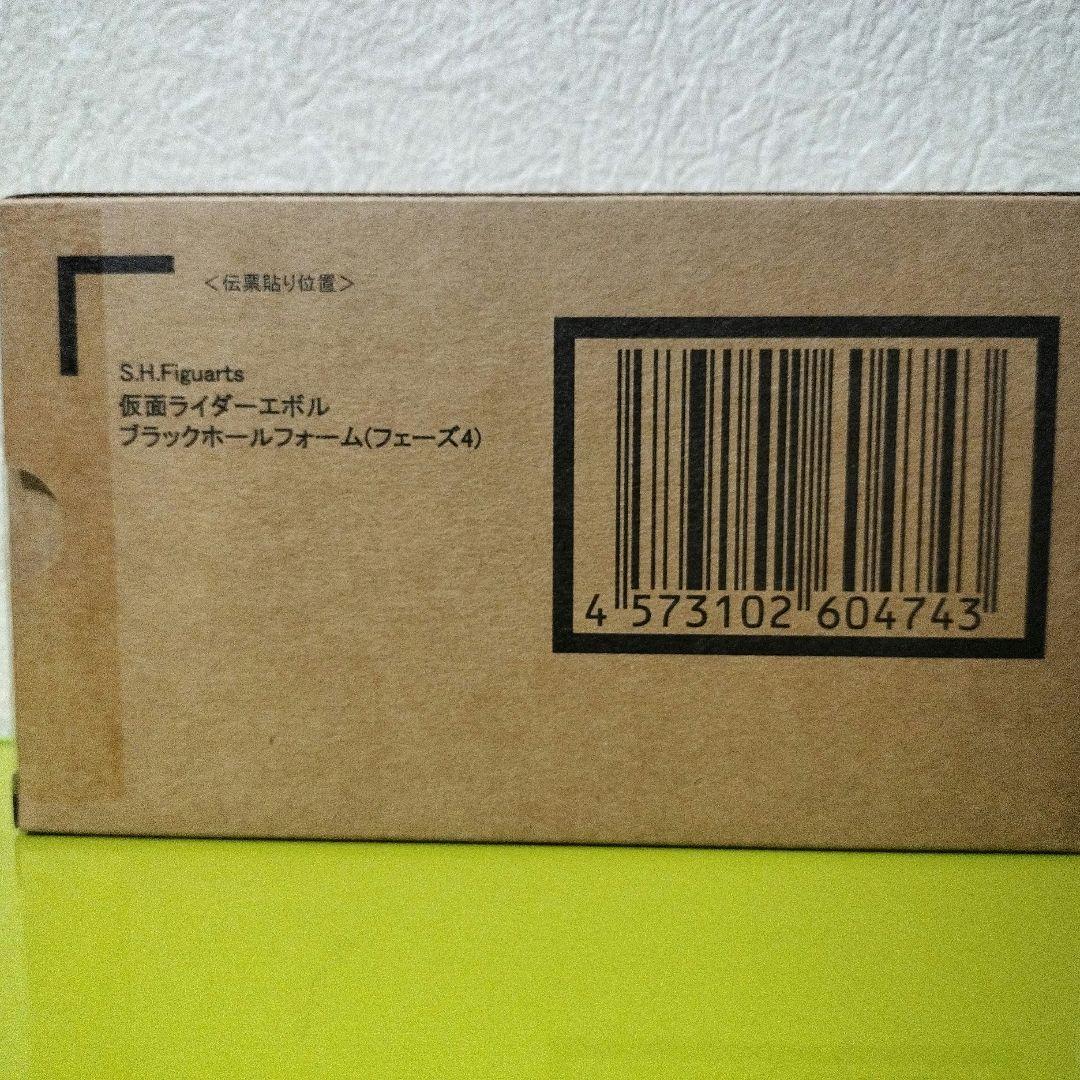 ＜伝票貼り位置＞
S.H.Figuarts
仮面ライダーエボル
ブラックホールフォーム(フェーズ4)
4 573102 604743